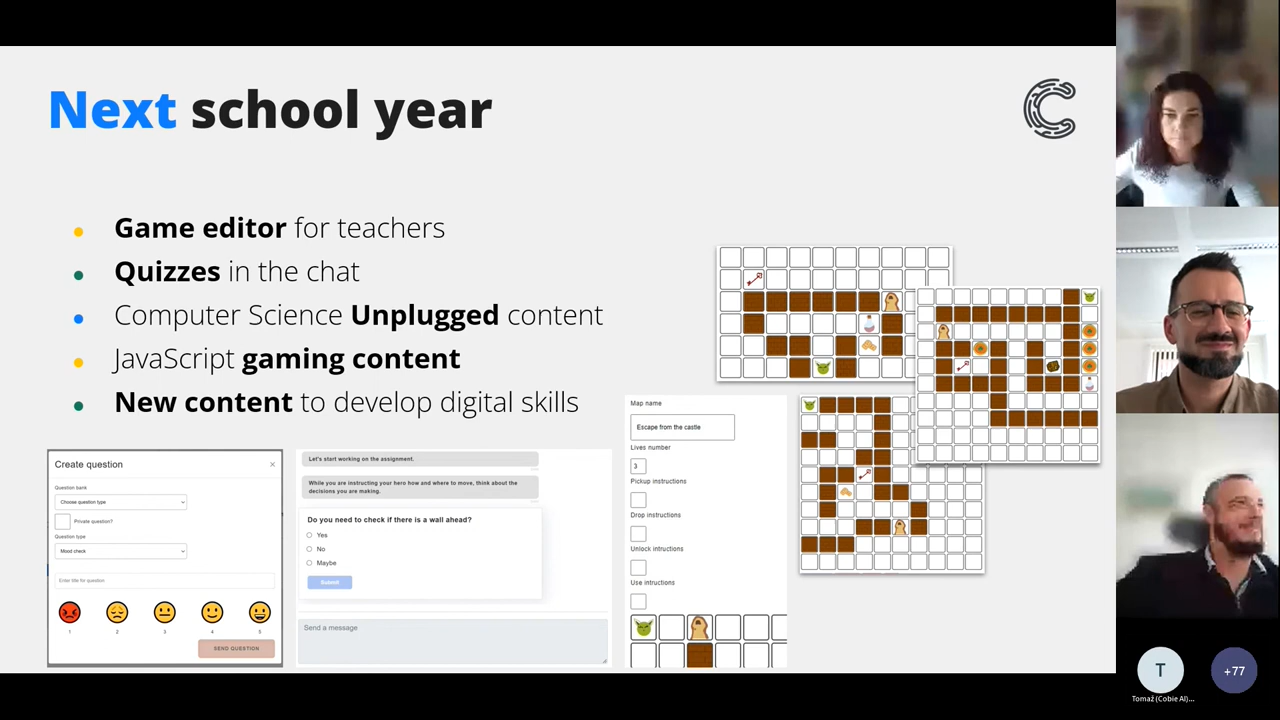 Next school year
Game editor for teachers
Quizzes in the chat
Computer Science Unplugged content
JavaScript gaming content
New content to develop digital skills
Create question
×
Question bank
Choose question type
Private question?
Question type
Mood check
Enter title for question
1 2 3 4 5
SEND QUESTION
Let's start working on the assignment.
While you are instructing your hero how and where to move, think about the
decisions you are making.
Do you need to check if there is a wall ahead?
Yes
No
Maybe
Submit
Send a message
Map name
Escape from the castle
Lives number
3
Pickup instructions
Drop instructions
Unlock intructions
Use intructions
T
+77
Tomaž (Cobie AI)...